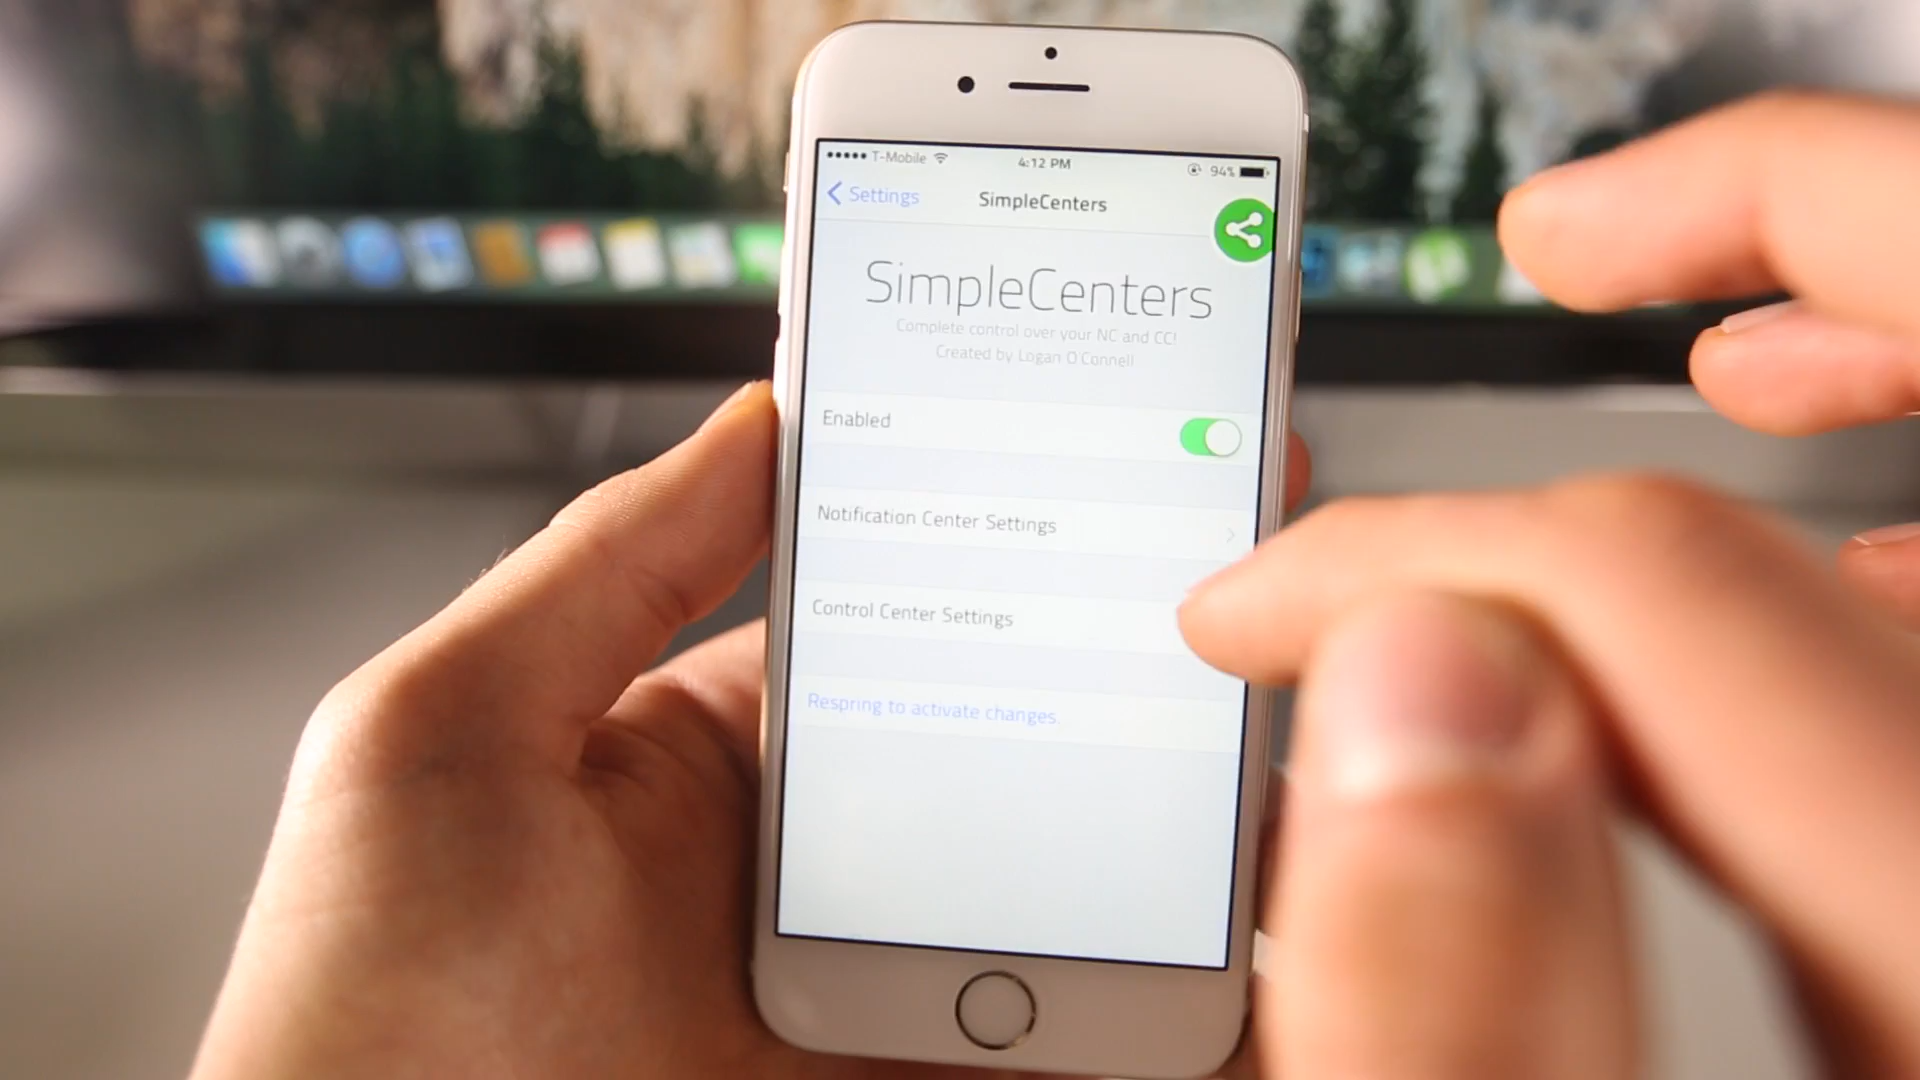 T-Mobile
4:12 PM
94%
Settings
SimpleCenters
SimpleCenters
Complete control over your NC and CC!
Created by Logan O'Connell
Enabled
Notification Center Settings
Control Center Settings
Respring to activate changes.